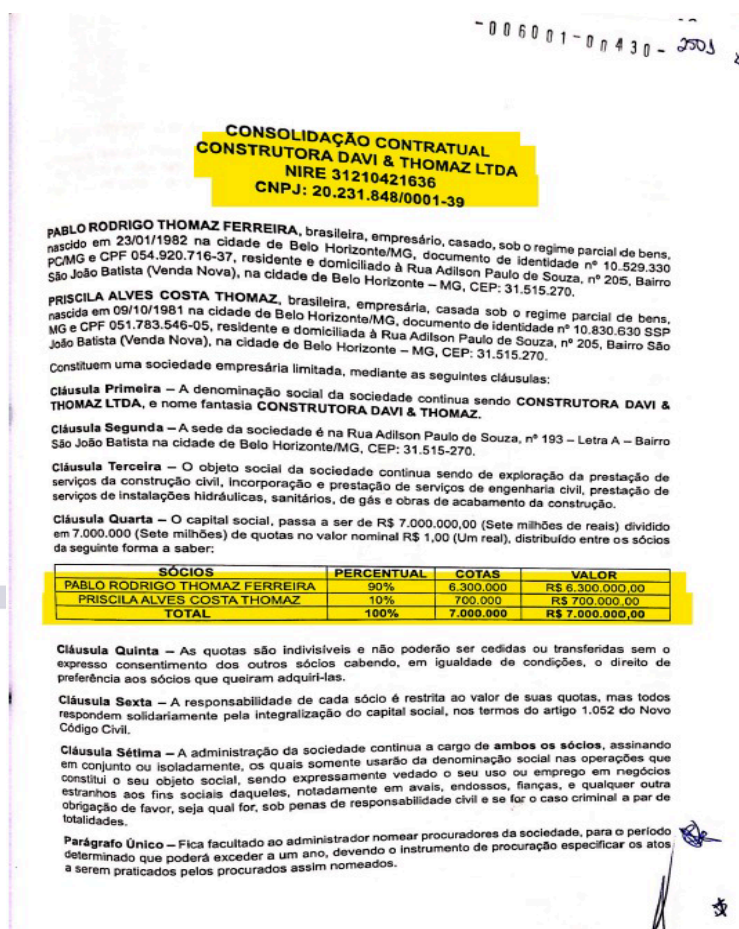 -006001-00430-
CONSOLIDAÇÃO CONTRATUAL
CONSTRUTORA DAVI & THOMAZ LTDA
NIRE 31210421636
CNPJ: 20.231.848/0001-39
PABLO RODRIGO THOMAZ FERREIRA, brasileira, empresário, casado, sob o regime parcial de bens,
nascido em 23/01/1982 na cidade de Belo Horizonte/MG, documento de identidade nº 10.529.330
PC/MG e CPF 054.920.716-37, residente e domiciliado à Rua Adilson Paulo de Souza, nº 205, Bairro
São João Batista (Venda Nova), na cidade de Belo Horizonte – MG, CEP: 31.515.270.
PRISCILA ALVES COSTA THOMAZ, brasileira, empresária, casada sob o regime parcial de bens,
nascida em 09/10/1981 na cidade de Belo Horizonte/MG, documento de identidade nº 10.830.630 SSP
MG e CPF 051.783.546-05, residente e domiciliada à Rua Adilson Paulo de Souza, nº 205, Bairro São
João Batista (Venda Nova), na cidade de Belo Horizonte – MG, CEP: 31.515.270.
Constituem uma sociedade empresária limitada, mediante as seguintes cláusulas:
Cláusula Primeira – A denominação social da sociedade continua sendo CONSTRUTORA DAVI &
THOMAZ LTDA, e nome fantasia CONSTRUTORA DAVI & THOMAZ.
Cláusula Segunda – A sede da sociedade é na Rua Adilson Paulo de Souza, nº 193 – Letra A – Bairro
São João Batista na cidade de Belo Horizonte/MG, CEP: 31.515-270.
Cláusula Terceira – O objeto social da sociedade continua sendo de exploração da prestação de
serviços da construção civil, incorporação e prestação de serviços de engenharia civil, prestação de
serviços de instalações hidráulicas, sanitários, de gás e obras de acabamento da construção.
Cláusula Quarta – O capital social, passa a ser de R$ 7.000.000,00 (Sete milhões de reais) dividido
em 7.000.000 (Sete milhões) de quotas no valor nominal R$ 1,00 (Um real), distribuído entre os sócios
da seguinte forma a saber:
SÓCIOS PERCENTUAL COTAS VALOR
PABLO RODRIGO THOMAZ FERREIRA 90% 6.300.000 R$ 6.300.000,00
PRISCILA ALVES COSTA THOMAZ 10% 700.000 R$ 700.000,00
TOTAL 100% 7.000.000 R$ 7.000.000,00
Cláusula Quinta – As quotas são indivisíveis e não poderão ser cedidas ou transferidas sem o
expresso consentimento dos outros sócios cabendo, em igualdade de condições, o direito de
preferência aos sócios que queiram adquiri-las.
Cláusula Sexta – A responsabilidade de cada sócio é restrita ao valor de suas quotas, mas todos
respondem solidariamente pela integralização do capital social, nos termos do artigo 1.052 do Novo
Código Civil.
Cláusula Sétima – A administração da sociedade continua a cargo de ambos os sócios, assinando
em conjunto ou isoladamente, os quais somente usarão da denominação social nas operações que
constitui o seu objeto social, sendo expressamente vedado o seu uso ou emprego em negócios
estranhos aos fins sociais daqueles, notadamente em avais, endossos, fianças, e qualquer outra
obrigação de favor, seja qual for, sob penas de responsabilidade civil e se for o caso criminal a par de
totalidades.
Parágrafo Único – Fica facultado ao administrador nomear procuradores da sociedade, para o período
determinado que poderá exceder a um ano, devendo o instrumento de procuração especificar os atos
a serem praticados pelos procurados assim nomeados.